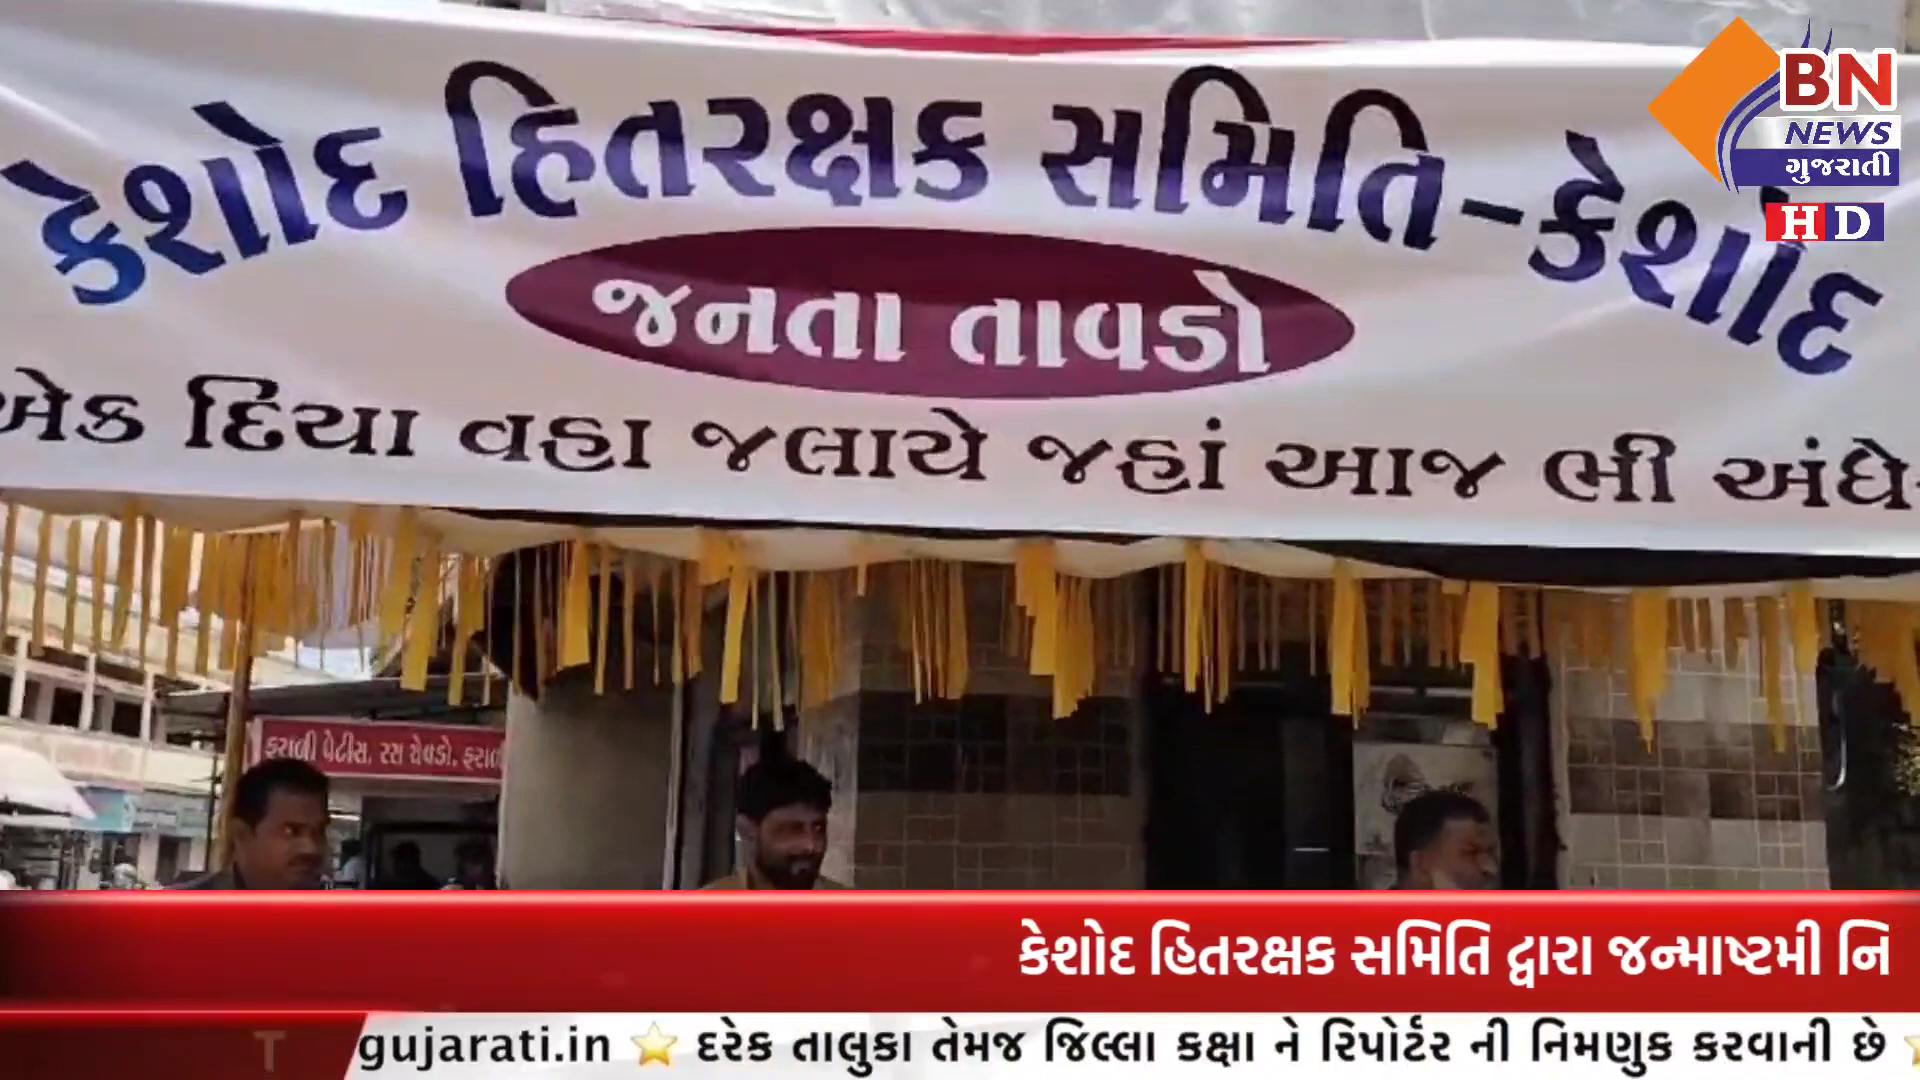 કેશોદ હિતરક્ષક સમિતિ-કેશોદ
જનતા તાવડો
એક દિયા વહા જલાયે જહાં આજ ભી અંધે
BN
NEWS
ગુજરાતી
HD
ફરાળી પેટીસ. રસ ચેવડો. ફરાળ
કેશોદ હિતરક્ષક સમિતિ દ્વારા જન્માષ્ટમી નિ
T
gujarati.in ⭐ દરેક તાલુકા તેમજ જિલ્લા કક્ષા ને રિપોર્ટર ની નિમણુક કરવાની છે ⭐